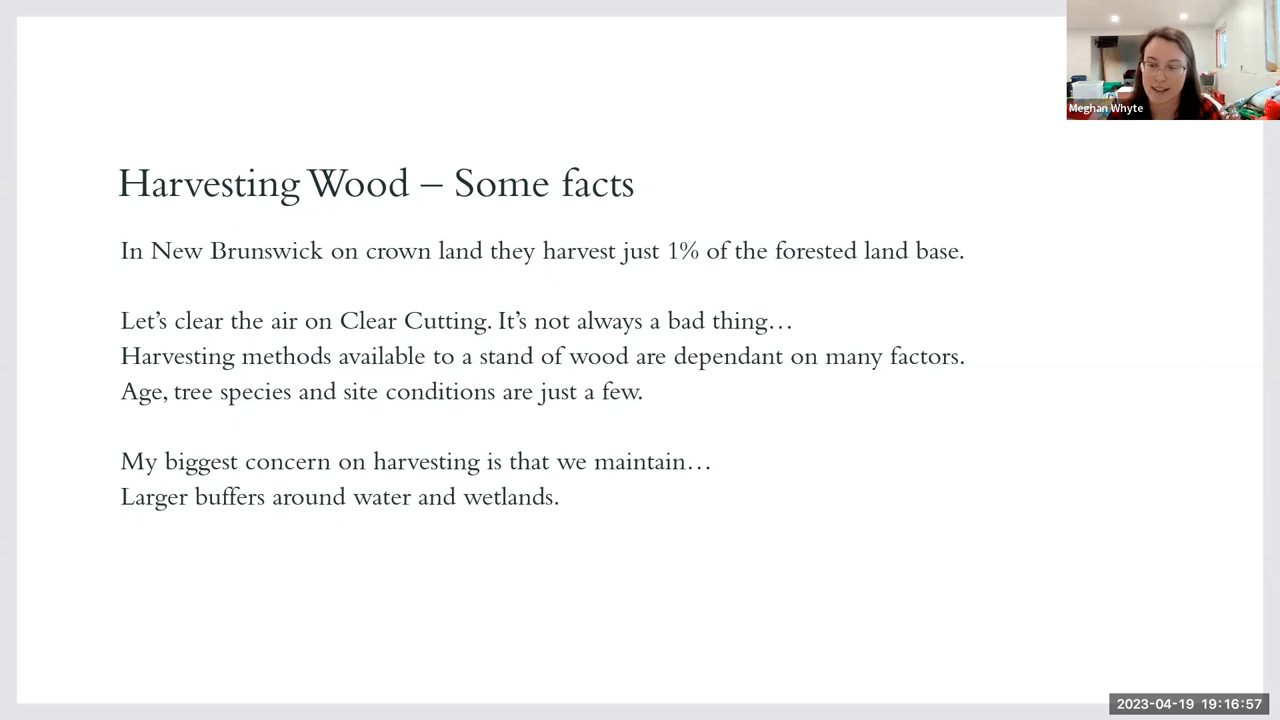 Meghan Whyte
Harvesting Wood – Some facts
In New Brunswick on crown land they harvest just 1% of the forested land base.
Let’s clear the air on Clear Cutting. It’s not always a bad thing…
Harvesting methods available to a stand of wood are dependant on many factors.
Age, tree species and site conditions are just a few.
My biggest concern on harvesting is that we maintain…
Larger buffers around water and wetlands.
2023-04-19 19:16:57